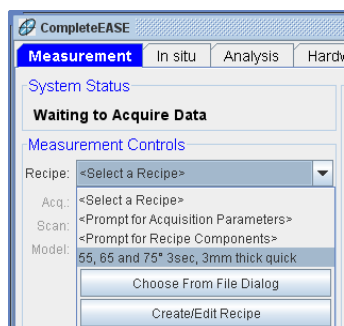 CompleteEASE
Measurement In situ Analysis Hardw
System Status
Waiting to Acquire Data
Measurement Controls
Recipe: <Select a Recipe>
Acq.: <Select a Recipe>
Scan: <Prompt for Acquisition Parameters>
<Prompt for Recipe Components>
Model: 55, 65 and 75° 3sec, 3mm thick quick
Choose From File Dialog
Create/Edit Recipe